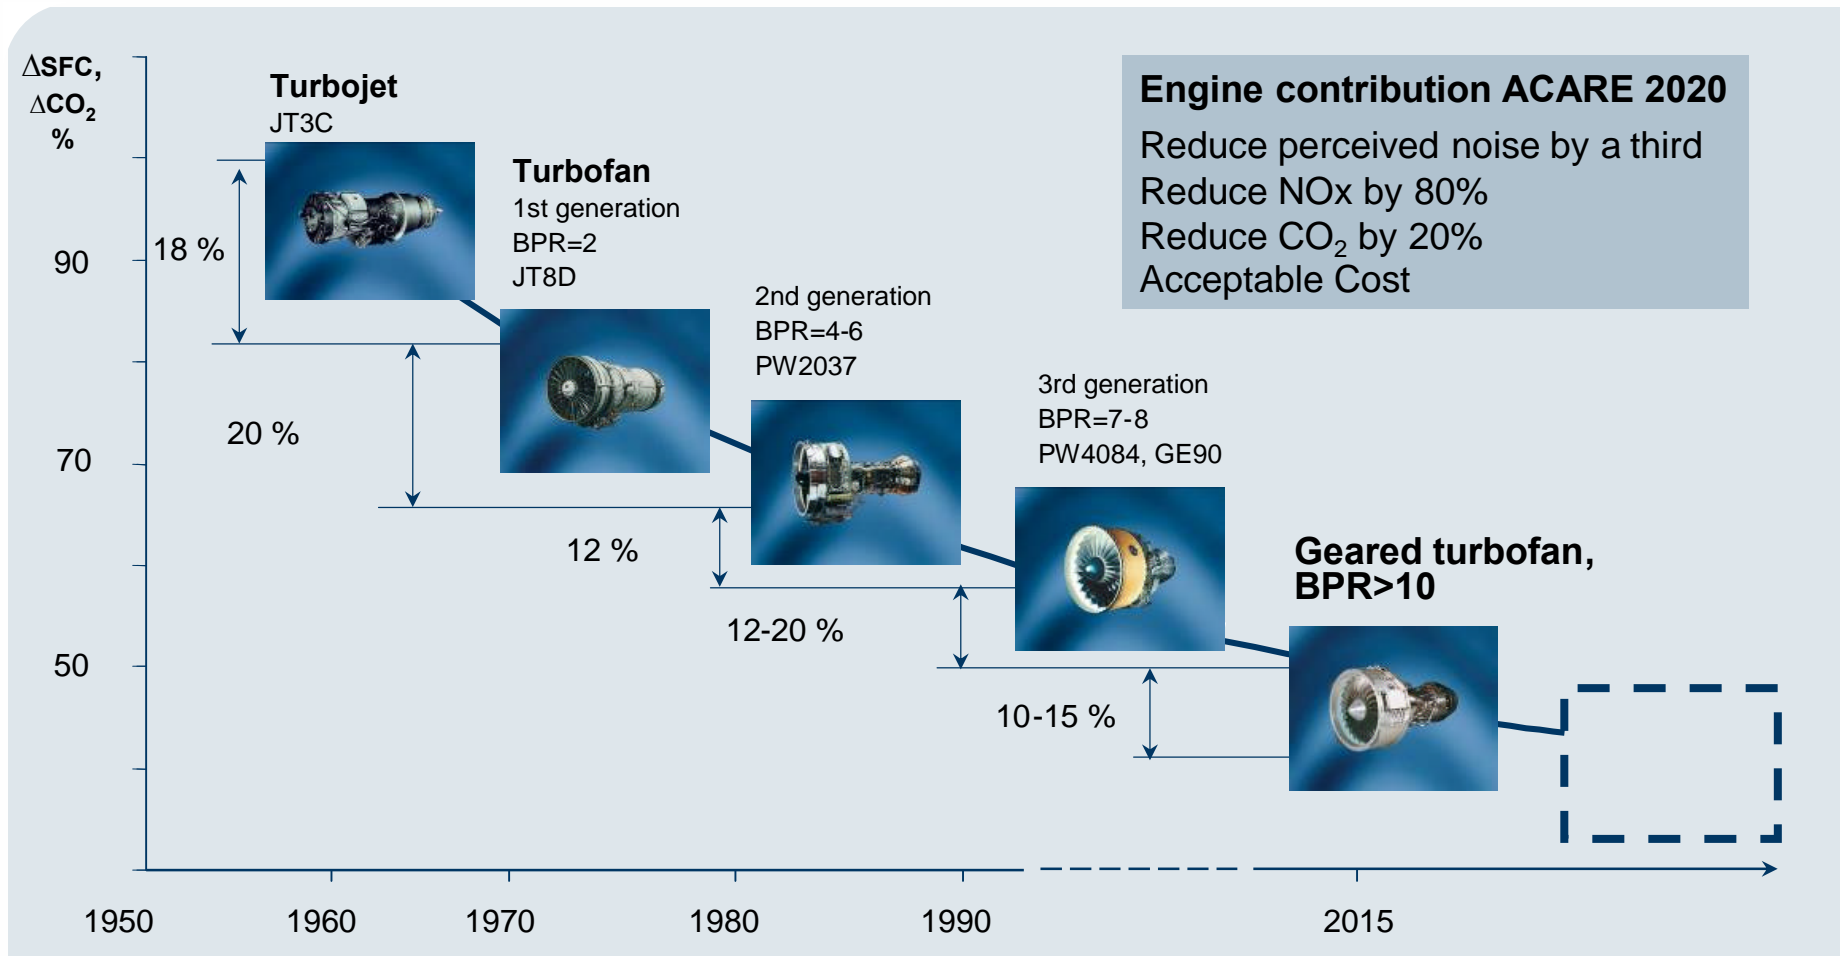 ∆SFC,
∆CO2
%
90
70
50
Turbojet
JT3C
18 %
Turbofan
1st generation
BPR=2
JT8D
20 %
2nd generation
BPR=4-6
PW2037
12 %
3rd generation
BPR=7-8
PW4084, GE90
12-20 %
Geared turbofan,
BPR>10
10-15 %
Engine contribution ACARE 2020
Reduce perceived noise by a third
Reduce NOx by 80%
Reduce CO2 by 20%
Acceptable Cost
1950 1960 1970 1980 1990 2015